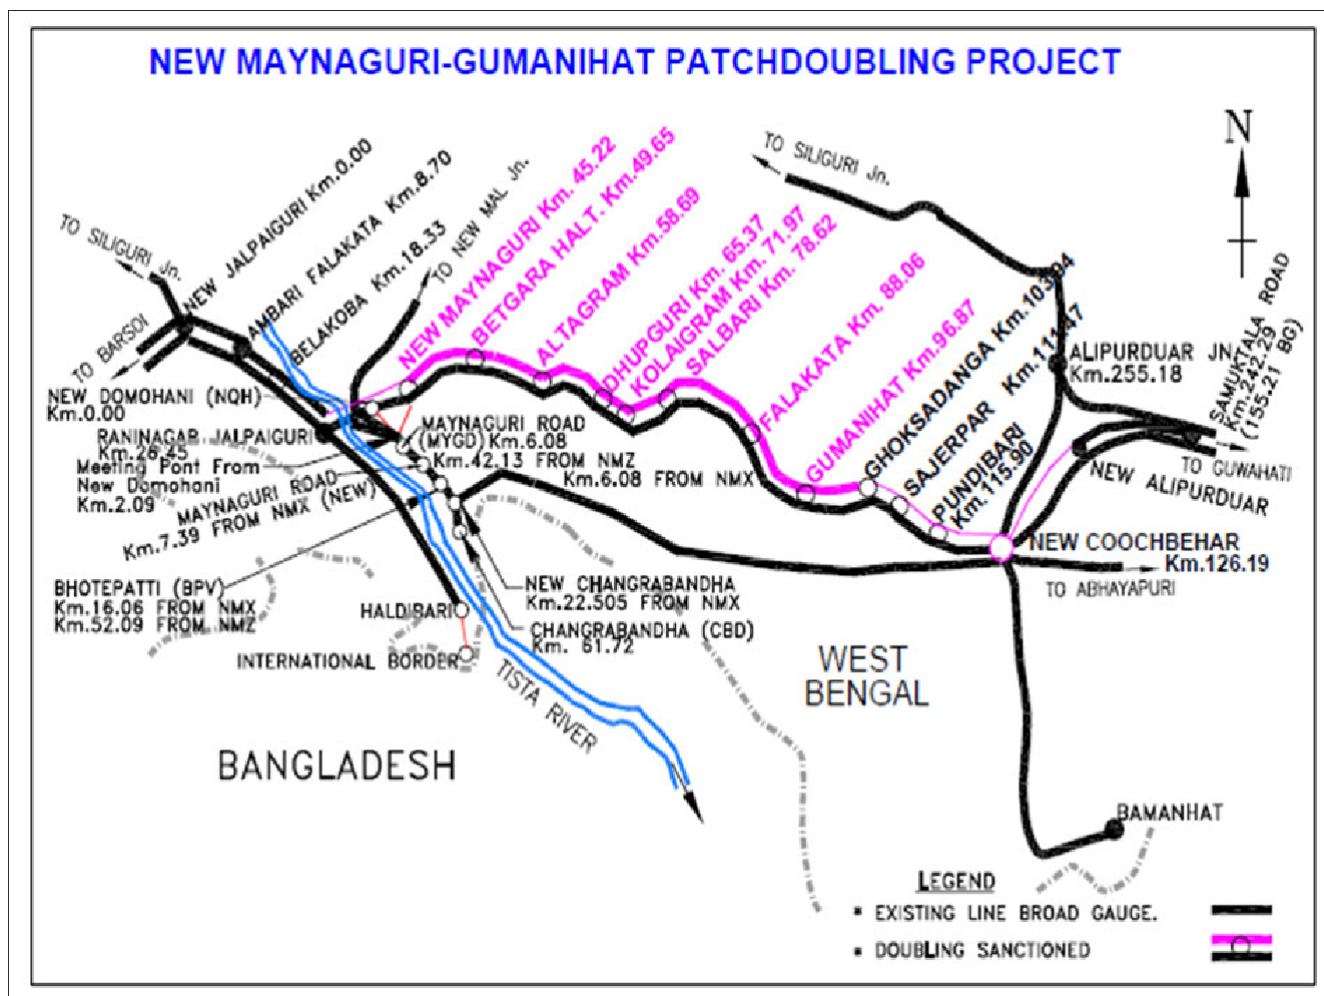 NEW MAYNAGURI-GUMANIHAT PATCHDOUBLING PROJECT
N
TO SILIGURI Jn.
NEW JALPAIGURI Km.0.00
AMBARI FALAKATA Km.8.70
BELAKOBA Km.18.33
TO NEW MAL Jn.
NEW MAYNAGURI Km. 45.22
BETGARA HALT. Km.49.65
ALTAGRAM Km.58.69
DHUPGURI Km. 65.37
KOLAIGRAM Km. 71.97
SALBARI Km. 78.62
FALAKATA Km. 88.06
GUMANIHAT Km.96.87
GHOKSADANGA Km.10
SAJERPAR Km.111.47
PUNDIBARI
Km.115.90
TO SILIGURI Jn.
ALIPURDUAR JN.
Km.255.18
SAMUKTALA ROAD
Km.242.29
(155.21 BG)
TO GUWAHATI
NEW ALIPURDUAR
NEW COOCHBEHAR
Km.126.19
TO ABHAYAPURI
TO BARSOI
NEW DOMOHANI (NQH)
Km.0.00
RANINAGAR JALPAIGURI
Km.26.45
Meeting Pont From
New Domohani
Km.2.09
MAYNAGURI ROAD
(MYGD) Km.6.08
Km.42.13 FROM NMZ
Km.6.08 FROM NMX
MAYNAGURI ROAD
Km.7.39 FROM NMX (NEW)
BHOTEPATTI (BPV)
Km.16.06 FROM NMX
Km.52.09 FROM NMZ
NEW CHANGRABANDHA
Km.22.505 FROM NMX
CHANGRABANDHA (CBD)
Km. 61.72
HALDIBARI
INTERNATIONAL BORDER
TISTA RIVER
WEST
BENGAL
BANGLADESH
BAMANHAT
LEGEND
EXISTING LINE BROAD GAUGE.
DOUBLING SANCTIONED